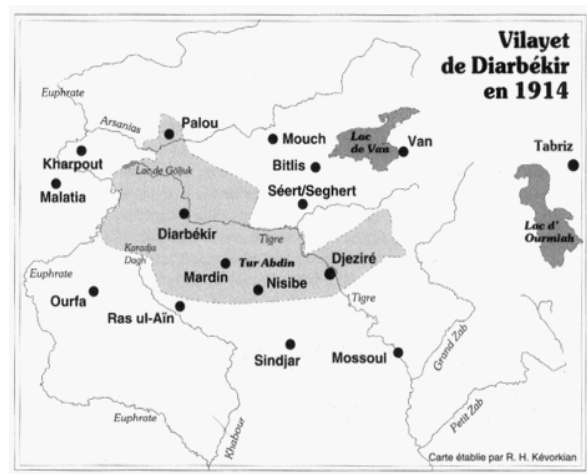 Vilayet
de Diarbékir
en 1914
Euphrate
Arsanias
Palou
Mouch
Lac
de Van
Van
Tabriz
Kharpout
Bitlis
Lac de Göljuk
Malatia
Séert/Seghert
Diarbékir
Lac d'
Ourmiah
Tigre
Karadja
Dagh
Tur Abdin
Djeziré
Euphrate
Mardin
Nisibe
Ourfa
Tigre
Ras ul-Aïn
Sindjar
Mossoul
Grand Zab
Euphrate
Khabour
Petit Zab
Carte établie par R. H. Kévorkian